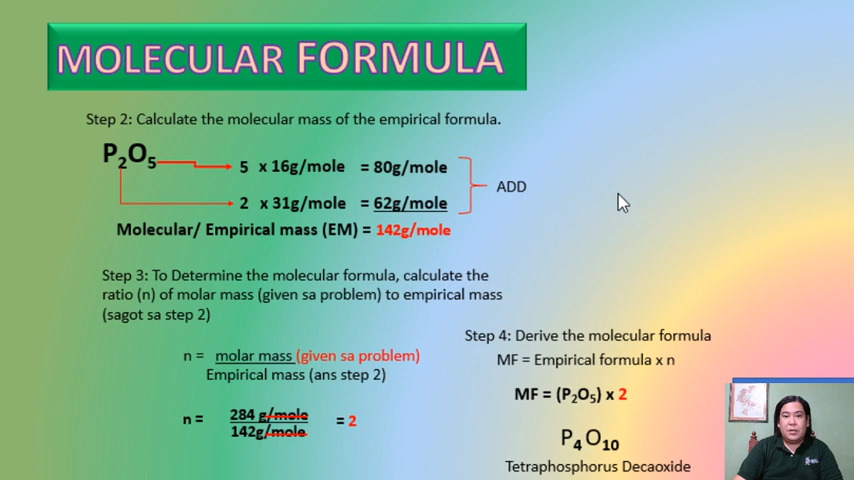 MOLECULAR FORMULA
Step 2: Calculate the molecular mass of the empirical formula.
P₂O₅
5 x 16g/mole = 80g/mole
ADD
2 x 31g/mole = 62g/mole
Molecular/ Empirical mass (EM) = 142g/mole
Step 3: To Determine the molecular formula, calculate the
ratio (n) of molar mass (given sa problem) to empirical mass
(sagot sa step 2)
n = molar mass (given sa problem)
Empirical mass (ans step 2)
n = 284 g/mole
142g/mole
= 2
Step 4: Derive the molecular formula
MF = Empirical formula x n
MF = (P₂O₅) x 2
P₄O₁₀
Tetraphosphorus Decaoxide